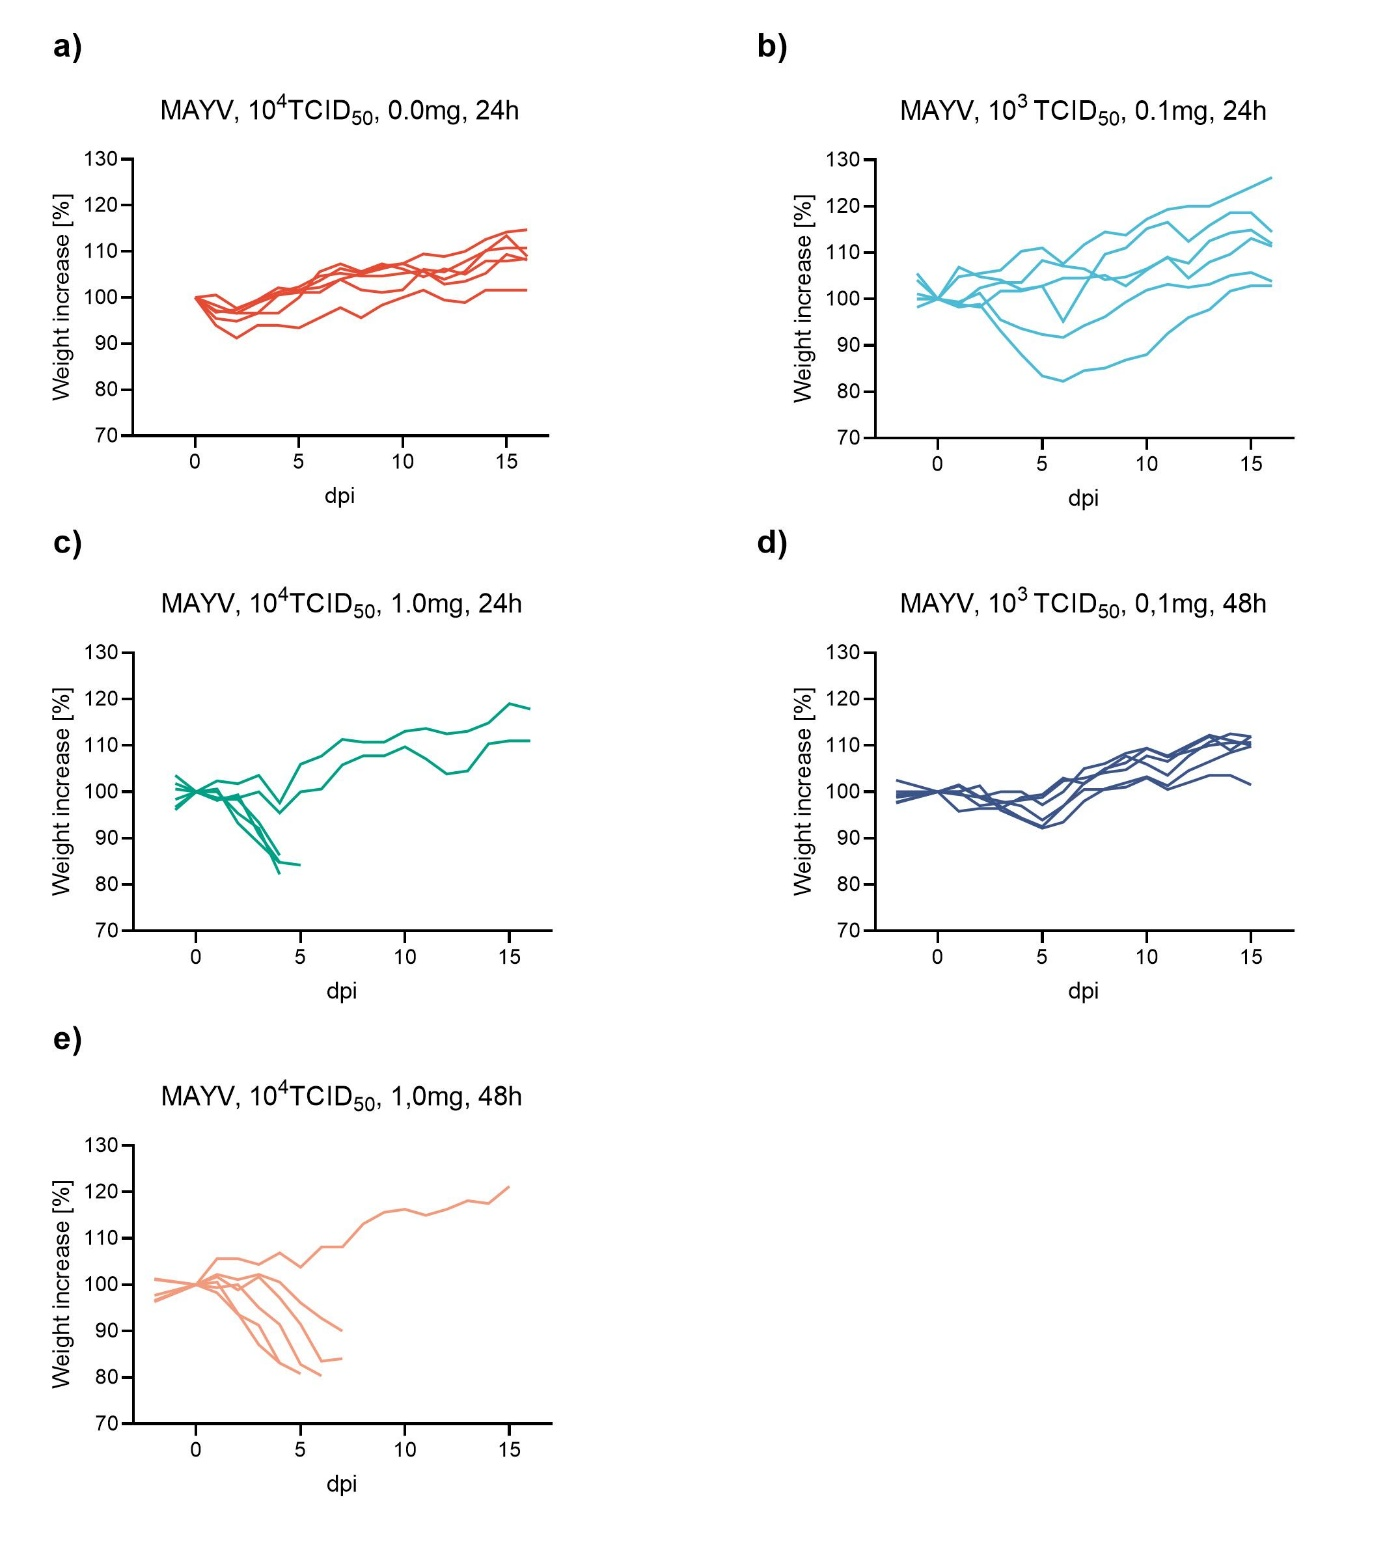 a)
MAYV, 10⁴TCID₅₀, 0.0mg, 24h
130
120
110
100
90
80
70
Weight increase [%]
0 5 10 15
dpi
b)
MAYV, 10³ TCID₅₀, 0.1mg, 24h
130
120
110
100
90
80
70
Weight increase [%]
0 5 10 15
dpi
c)
MAYV, 10⁴TCID₅₀, 1.0mg, 24h
130
120
110
100
90
80
70
Weight increase [%]
0 5 10 15
dpi
d)
MAYV, 10³ TCID₅₀, 0,1mg, 48h
130
120
110
100
90
80
70
Weight increase [%]
0 5 10 15
dpi
e)
MAYV, 10⁴TCID₅₀, 1,0mg, 48h
130
120
110
100
90
80
70
Weight increase [%]
0 5 10 15
dpi